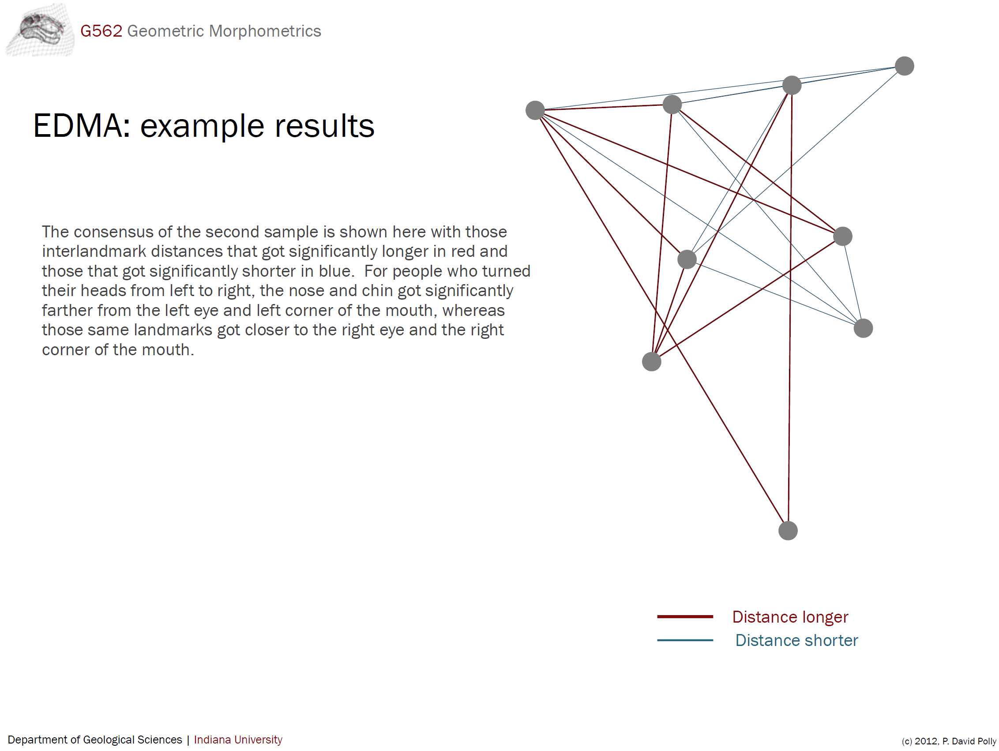 G562 Geometric Morphometrics
EDMA: example results
The consensus of the second sample is shown here with those
interlandmark distances that got significantly longer in red and
those that got significantly shorter in blue.  For people who turned
their heads from left to right, the nose and chin got significantly
farther from the left eye and left corner of the mouth, whereas
those same landmarks got closer to the right eye and the right
corner of the mouth.
Distance longer
Distance shorter
Department of Geological Sciences | Indiana University
(c) 2012, P. David Polly